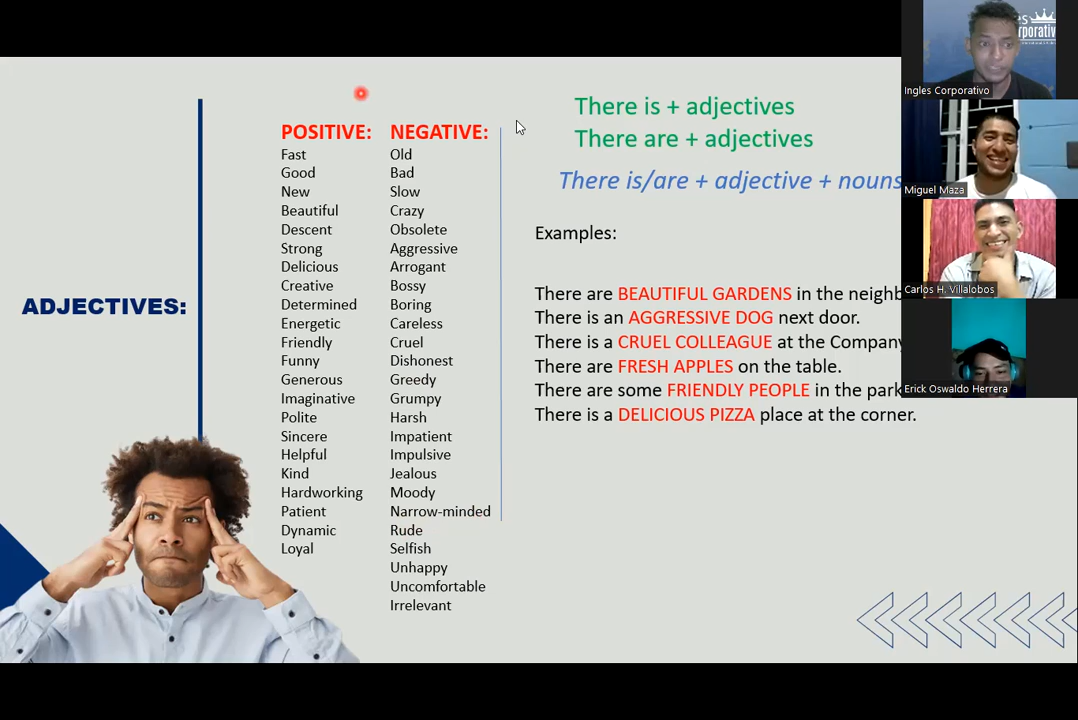 ADJECTIVES:
POSITIVE:
Fast
Good
New
Beautiful
Descent
Strong
Delicious
Creative
Determined
Energetic
Friendly
Funny
Generous
Imaginative
Polite
Sincere
Helpful
Kind
Hardworking
Patient
Dynamic
Loyal
NEGATIVE:
Old
Bad
Slow
Crazy
Obsolete
Aggressive
Arrogant
Bossy
Boring
Careless
Cruel
Dishonest
Greedy
Grumpy
Harsh
Impatient
Impulsive
Jealous
Moody
Narrow-minded
Rude
Selfish
Unhappy
Uncomfortable
Irrelevant
There is + adjectives
There are + adjectives
There is/are + adjective + nouns
Examples:
There are BEAUTIFUL GARDENS in the neighb
There is an AGGRESSIVE DOG next door.
There is a CRUEL COLLEAGUE at the Company
There are FRESH APPLES on the table.
There are some FRIENDLY PEOPLE in the park
There is a DELICIOUS PIZZA place at the corner.
Ingles Corporativo
Miguel Maza
Carlos H. Villalobos
Erick Oswaldo Herrera